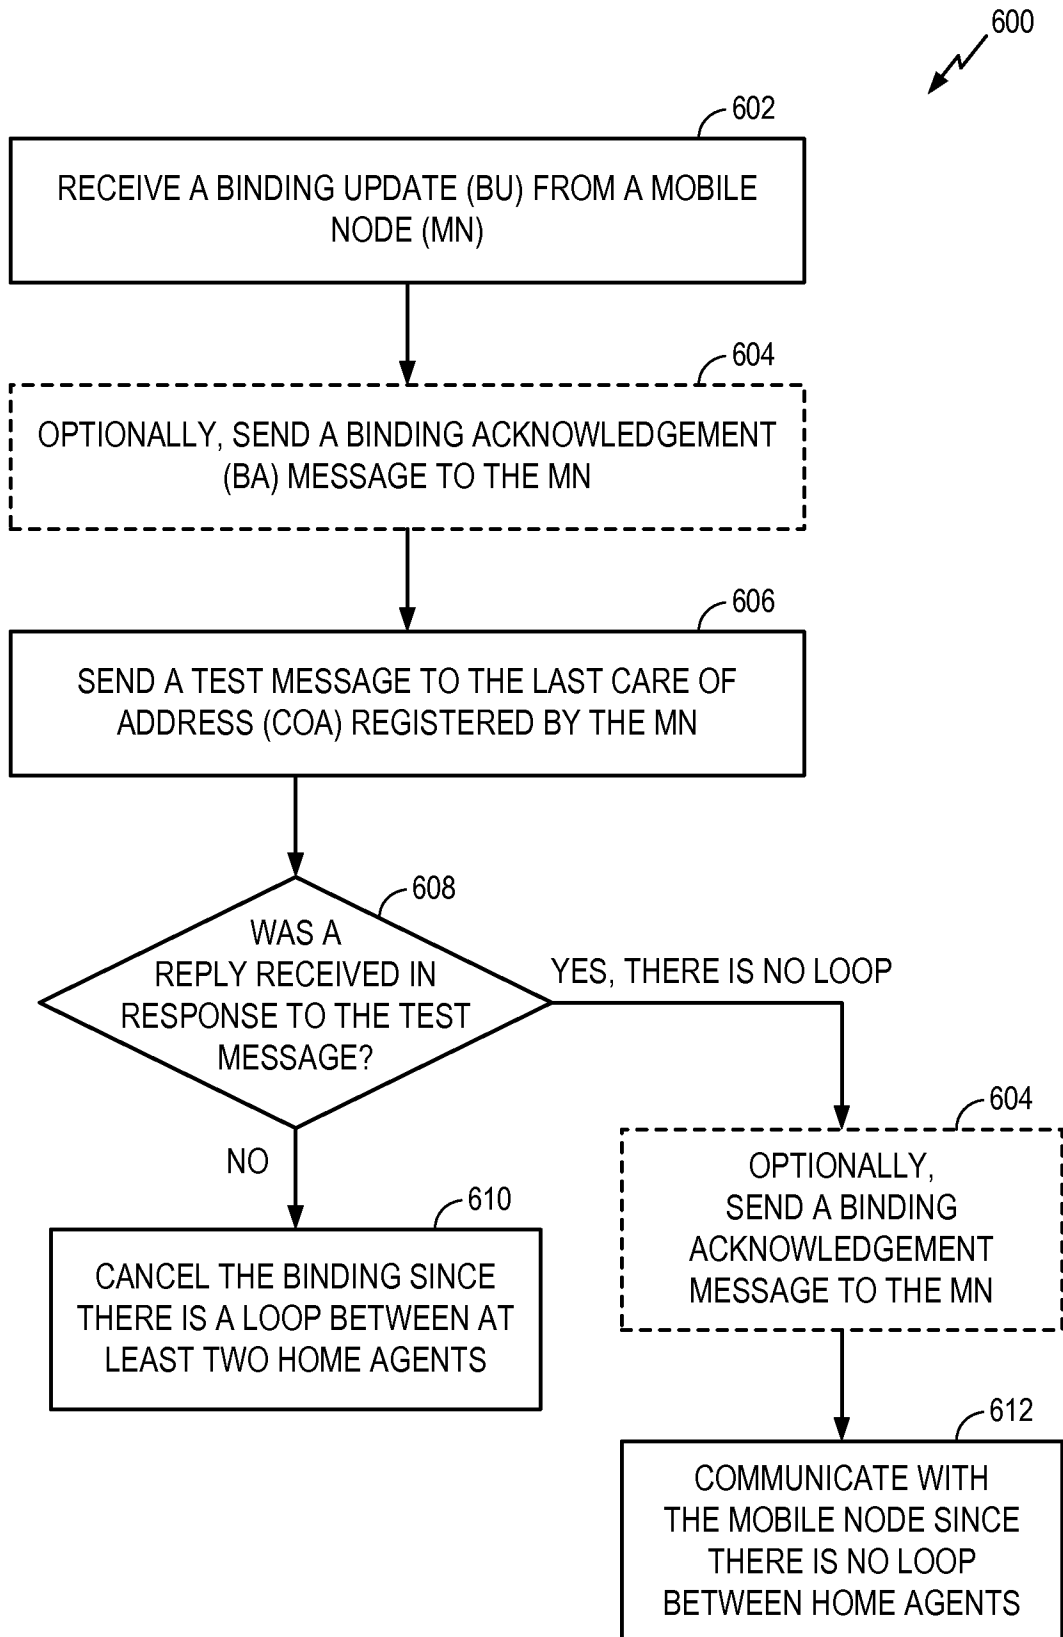 600
602
RECEIVE A BINDING UPDATE (BU) FROM A MOBILE
NODE (MN)
604
OPTIONALLY, SEND A BINDING ACKNOWLEDGEMENT
(BA) MESSAGE TO THE MN
606
SEND A TEST MESSAGE TO THE LAST CARE OF
ADDRESS (COA) REGISTERED BY THE MN
608
WAS A
REPLY RECEIVED IN
RESPONSE TO THE TEST
MESSAGE?
YES, THERE IS NO LOOP
NO
610
CANCEL THE BINDING SINCE
THERE IS A LOOP BETWEEN AT
LEAST TWO HOME AGENTS
604
OPTIONALLY,
SEND A BINDING
ACKNOWLEDGEMENT
MESSAGE TO THE MN
612
COMMUNICATE WITH
THE MOBILE NODE SINCE
THERE IS NO LOOP
BETWEEN HOME AGENTS